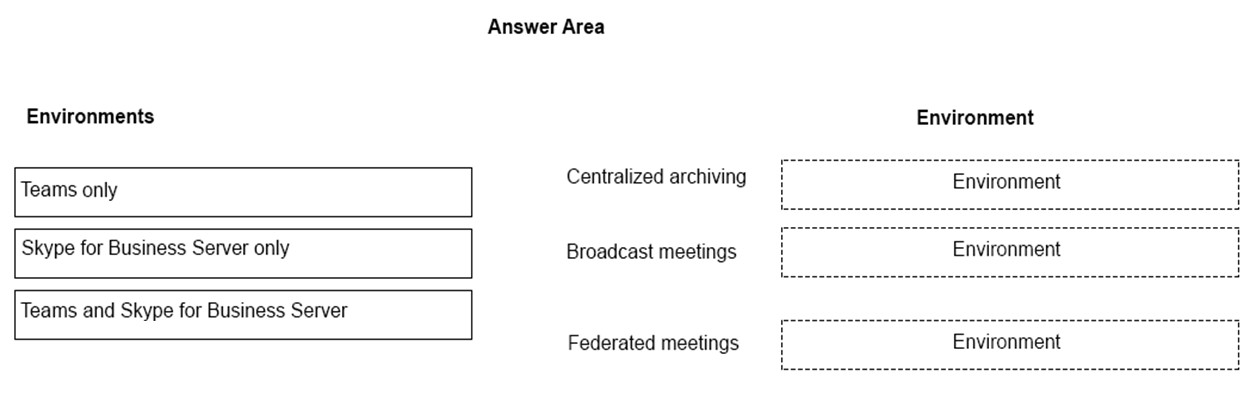 Answer Area
Environments
Environment
Teams only
Centralized archiving
Environment
Skype for Business Server only
Broadcast meetings
Environment
Teams and Skype for Business Server
Federated meetings
Environment